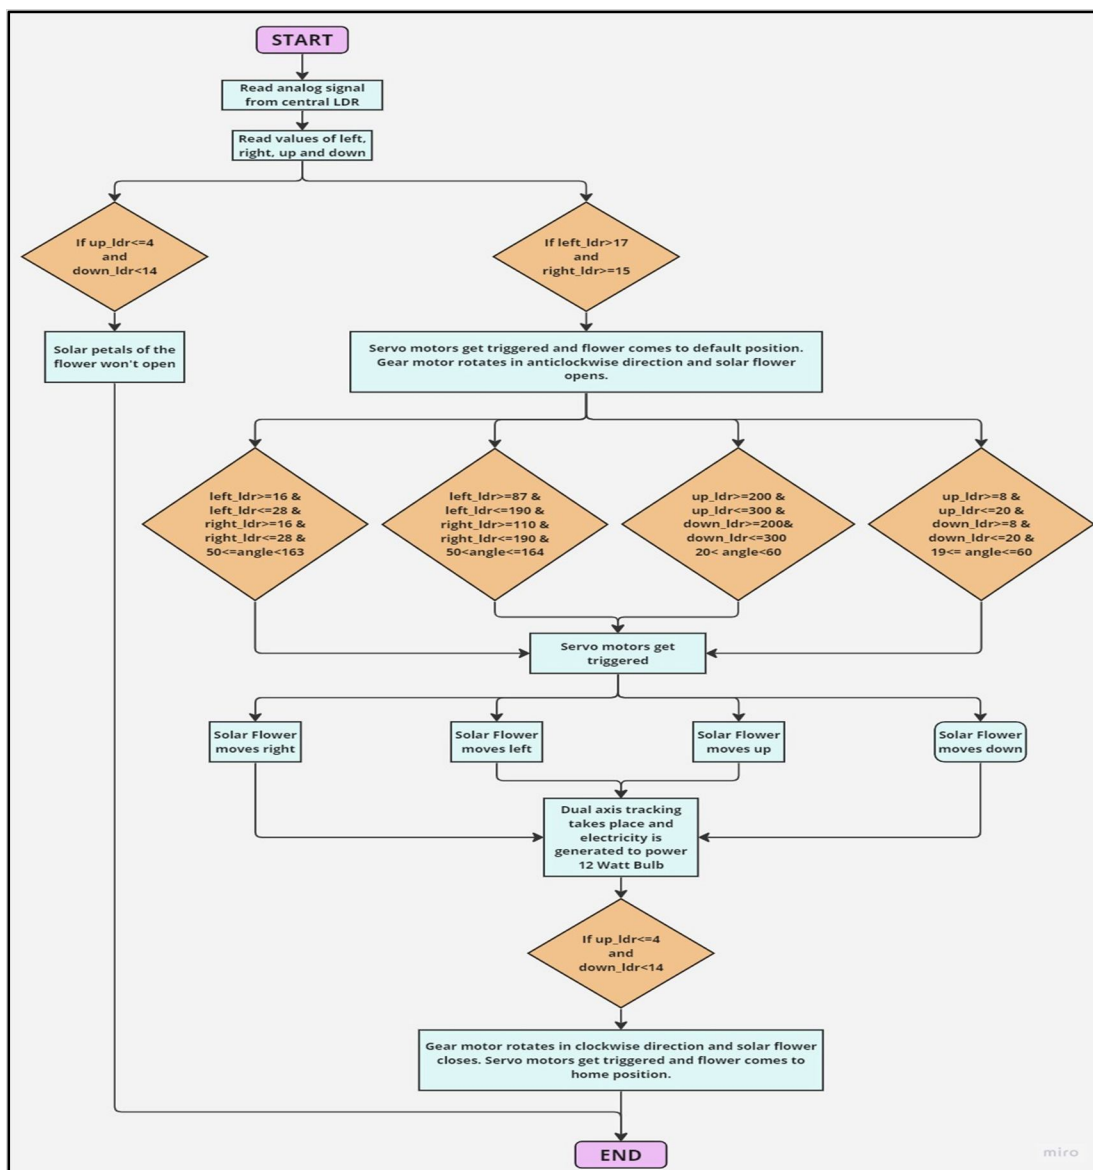 START
Read analog signal
from central LDR
Read values of left,
right, up and down
If up_ldr<=4
and
down_ldr<14
If left_ldr>17
and
right_ldr>=15
Solar petals of the
flower won't open
Servo motors get triggered and flower comes to default position.
Gear motor rotates in anticlockwise direction and solar flower
opens.
left_ldr>=16 &
left_ldr<=28 &
right_ldr>=16 &
right_ldr<=28 &
50<=angle<163
left_ldr>=87 &
left_ldr<=190 &
right_ldr>=110 &
right_ldr<=190 &
50<angle<=164
up_ldr>=200 &
up_ldr<=300 &
down_ldr>=200&
down_ldr<=300
20< angle<60
up_ldr>=8 &
up_ldr<=20 &
down_ldr>=8 &
down_ldr<=20 &
19<= angle<=60
Servo motors get
triggered
Solar Flower
moves right
Solar Flower
moves left
Solar Flower
moves up
Solar Flower
moves down
Dual axis tracking
takes place and
electricity is
generated to power
12 Watt Bulb
If up_ldr<=4
and
down_ldr<14
Gear motor rotates in clockwise direction and solar flower
closes. Servo motors get triggered and flower comes to
home position.
END
miro